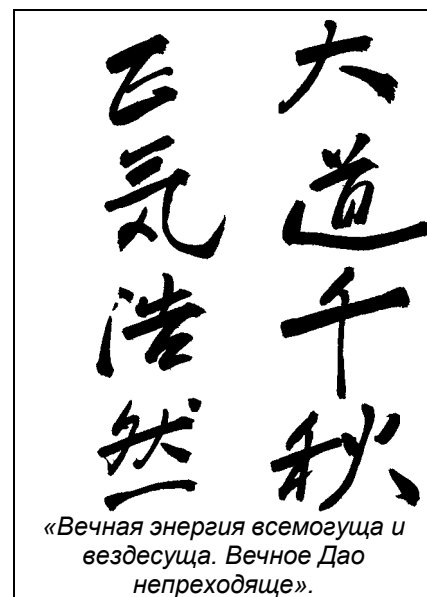 大道千秋
正気浩然
«Вечная энергия всемогуща и
вездесуща. Вечное Дао
непреходяще».